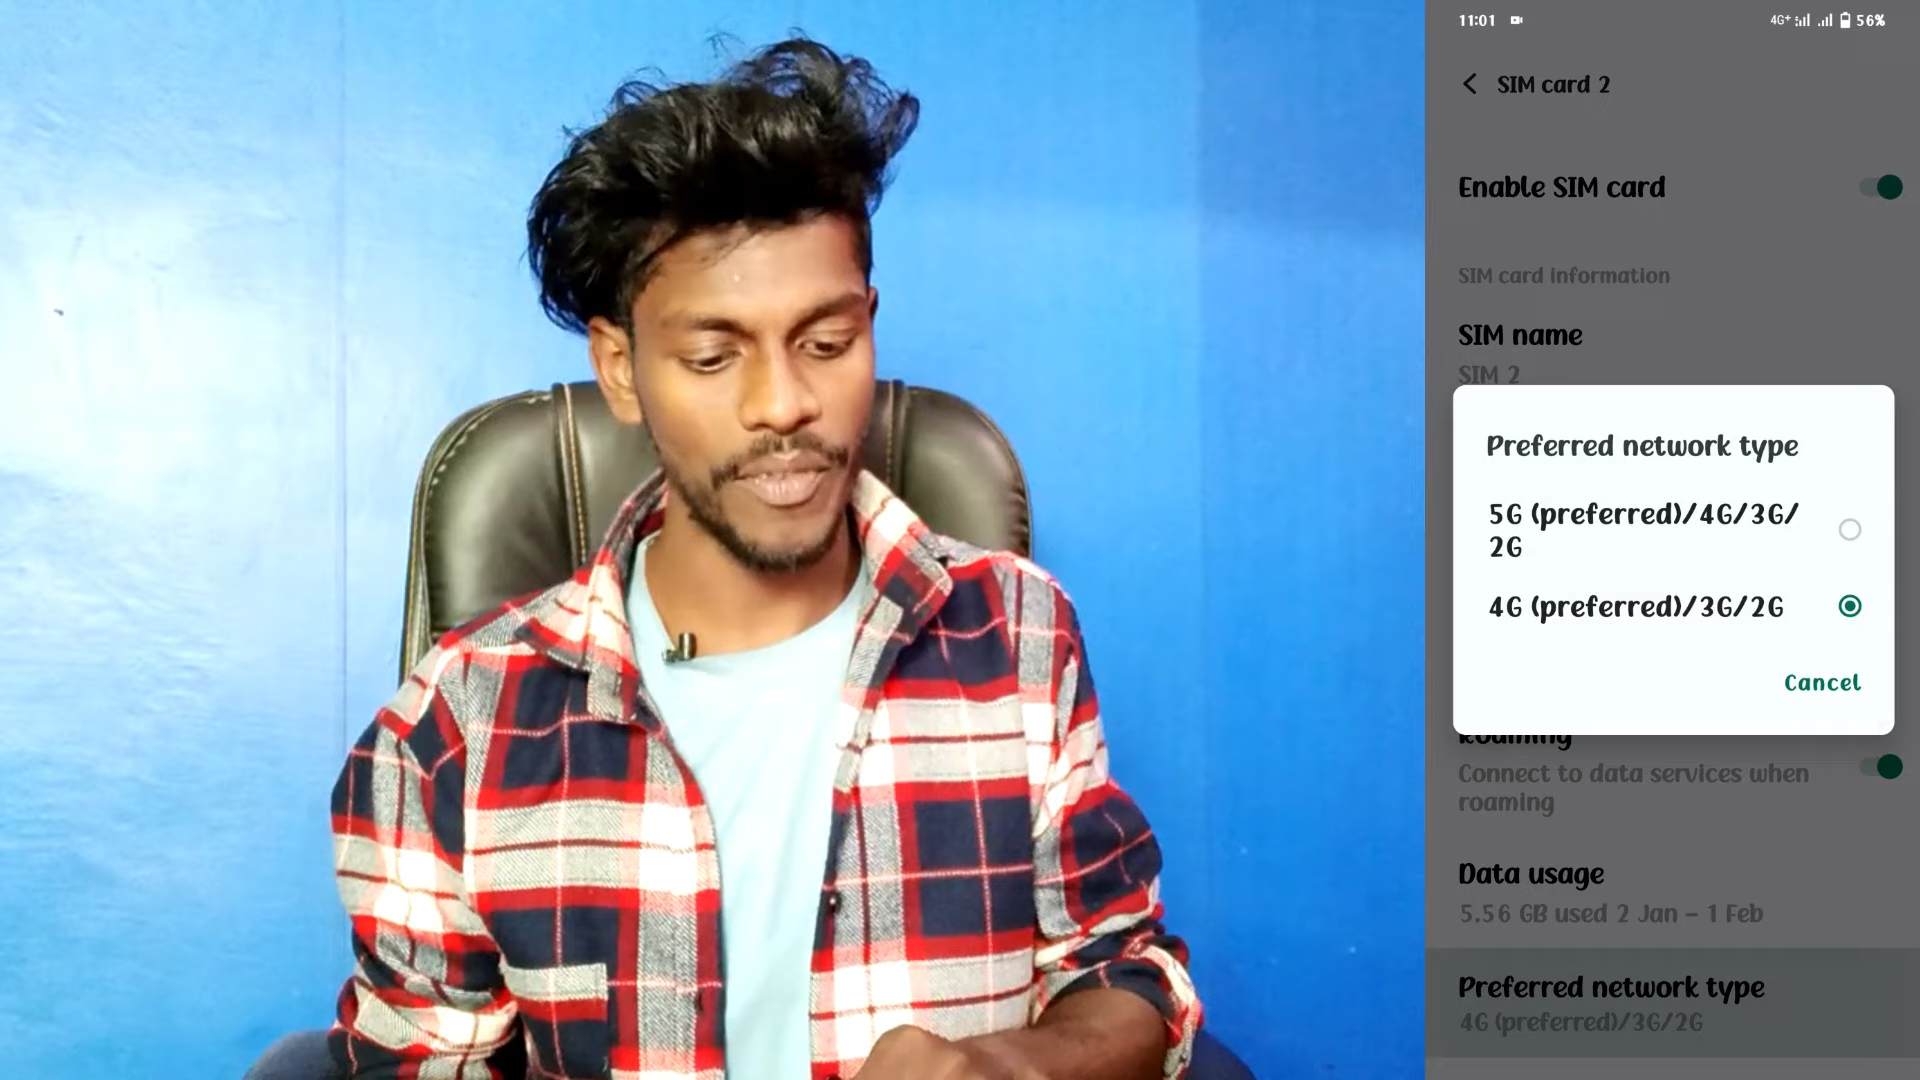 11:01 4G+ 56%
SIM card 2
Enable SIM card
SIM card information
SIM name
SIM 2
Preferred network type
5G (preferred)/4G/3G/
2G
4G (preferred)/3G/2G
Cancel
Roaming
Connect to data services when
roaming
Data usage
5.56 GB used 2 Jan – 1 Feb
Preferred network type
4G (preferred)/3G/2G